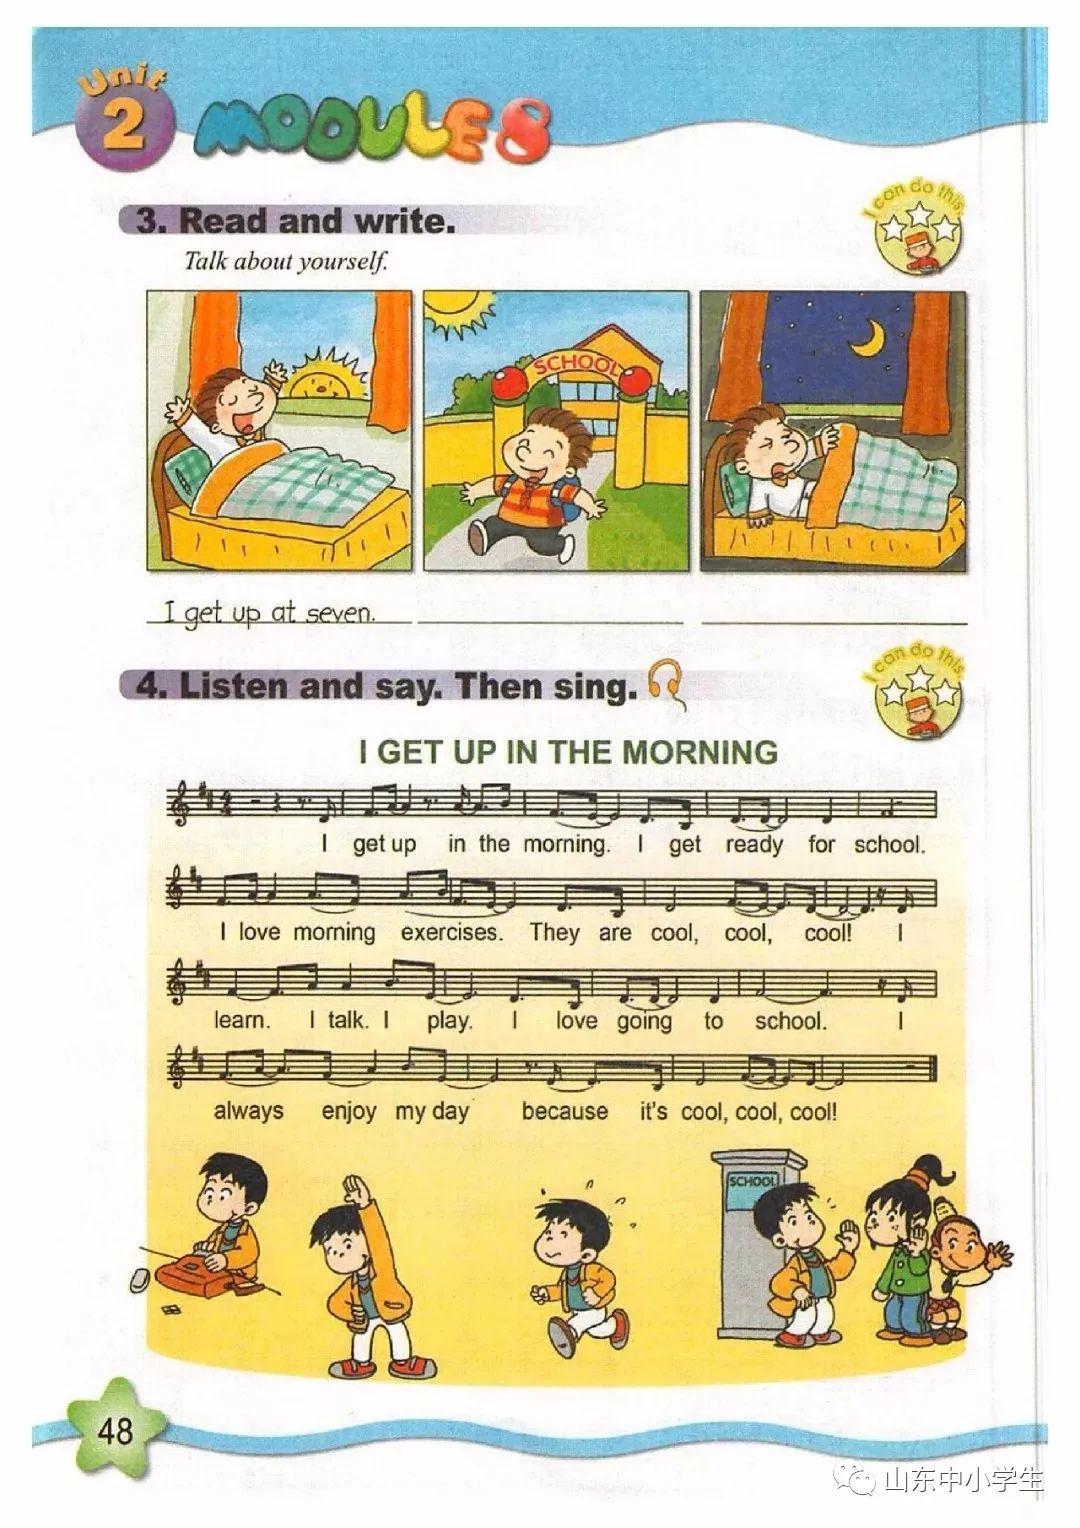 Unit
2
MODULE 8
3. Read and write.
I can do this.
Talk about yourself.
SCHOOL
I get up at seven.
4. Listen and say. Then sing.
I can do this.
I GET UP IN THE MORNING
I get up in the morning. I get ready for school.
I love morning exercises. They are cool, cool, cool! I
learn. I talk. I play. I love going to school. I
always enjoy my day because it's cool, cool, cool!
SCHOOL
48
山东中小学生